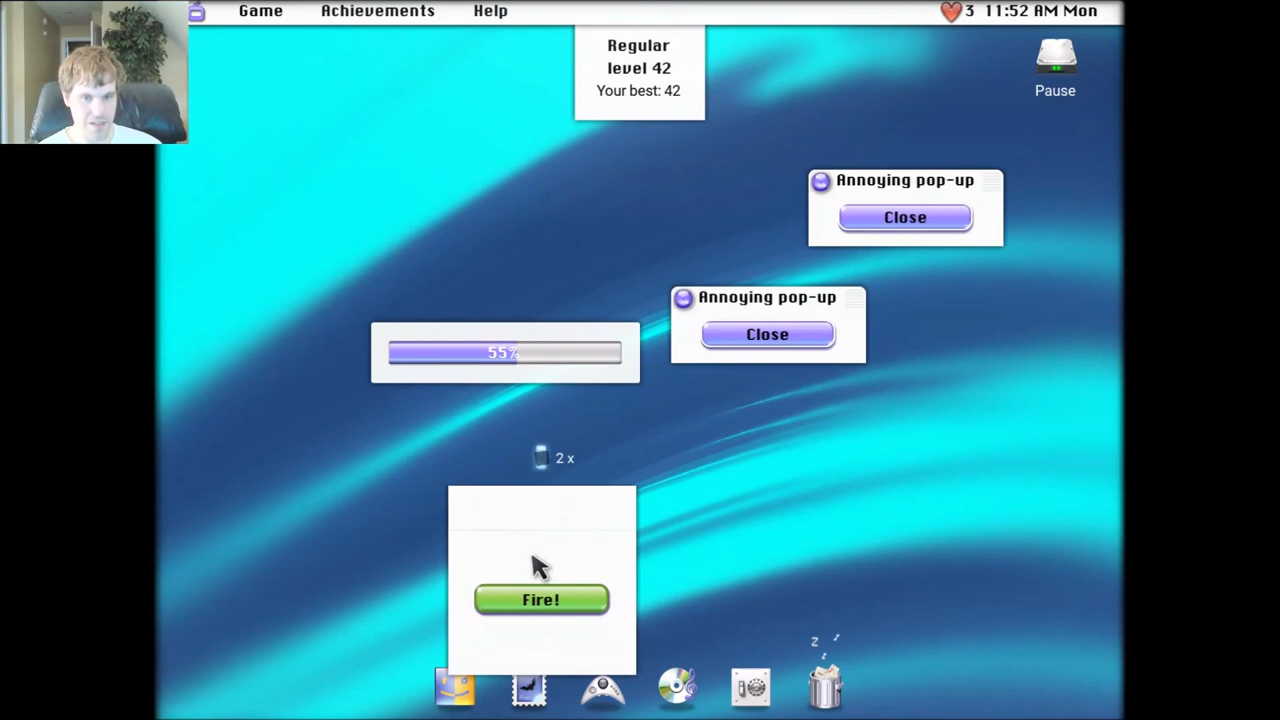 Game Achievements Help 3 11:52 AM Mon
Regular
level 42
Your best: 42
Pause
Annoying pop-up
Close
Annoying pop-up
Close
55%
2 x
Fire!
z